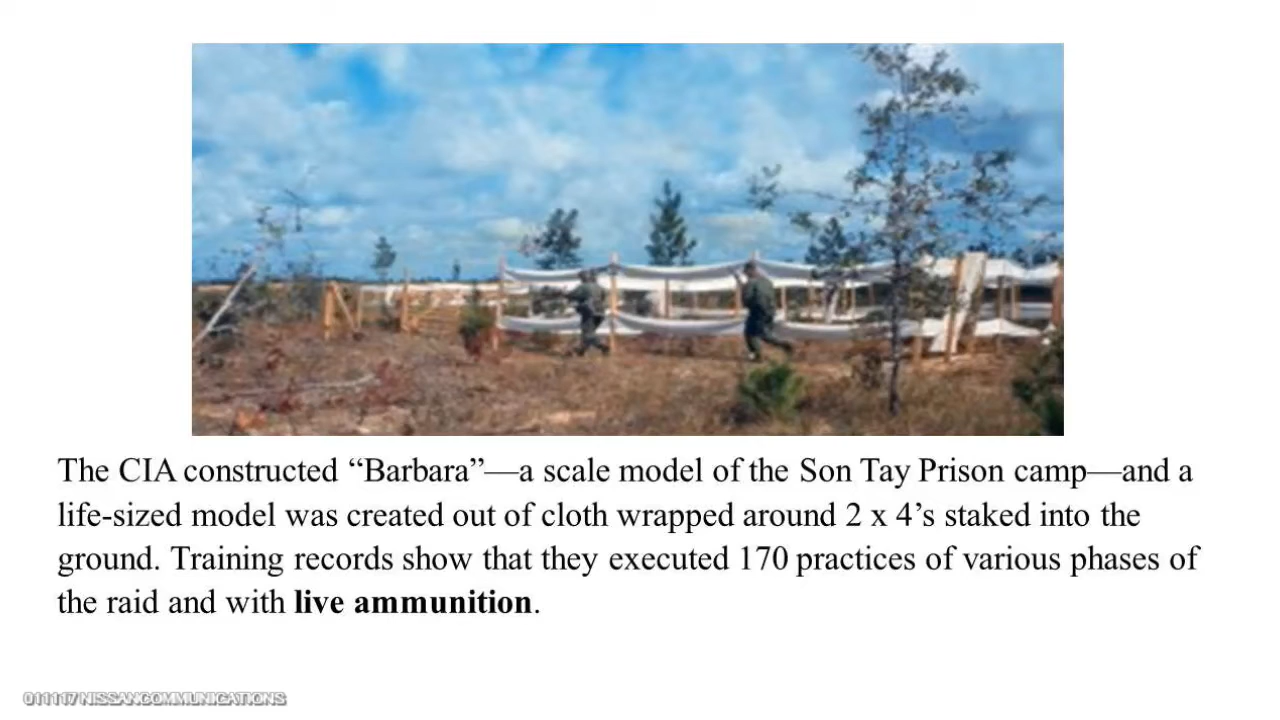 The CIA constructed “Barbara”—a scale model of the Son Tay Prison camp—and a
life-sized model was created out of cloth wrapped around 2 x 4’s staked into the
ground. Training records show that they executed 170 practices of various phases of
the raid and with live ammunition.
011117 NISSANCOMMUNICATIONS